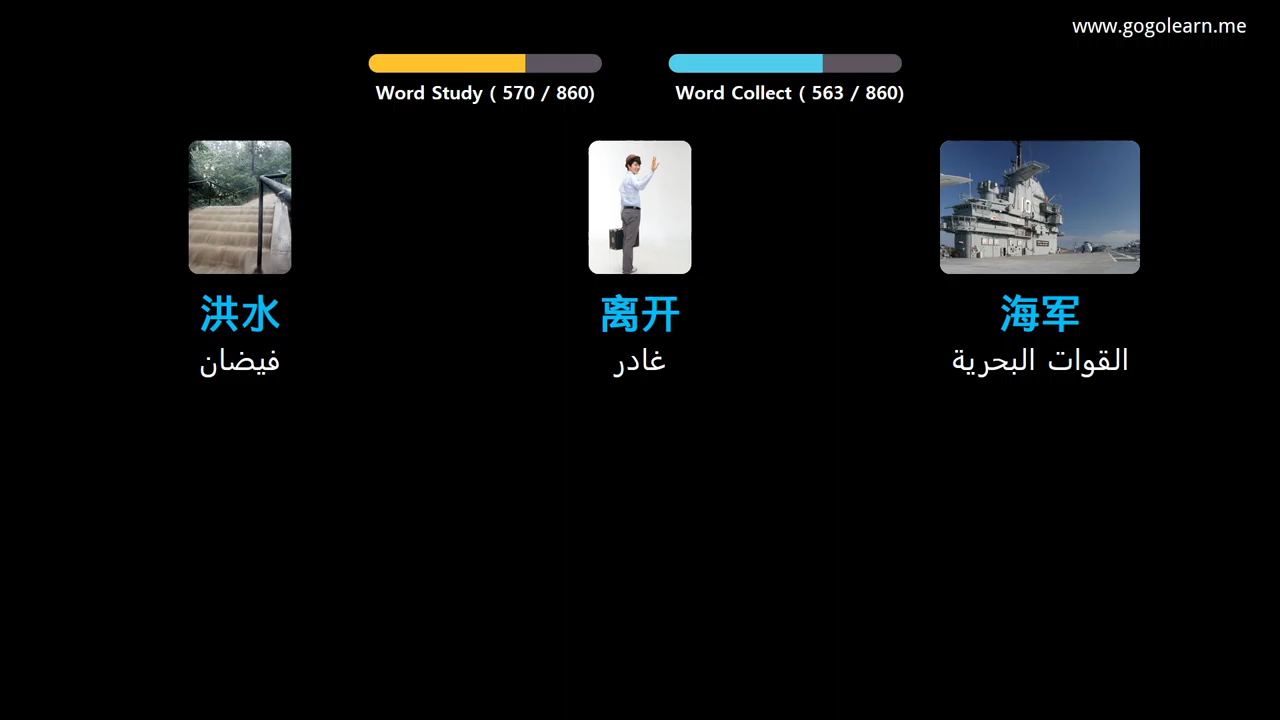 www.gogolearn.me
Word Study ( 570 / 860)
Word Collect ( 563 / 860)
洪水
离开
海军
فيضان
غادر
القوات البحرية